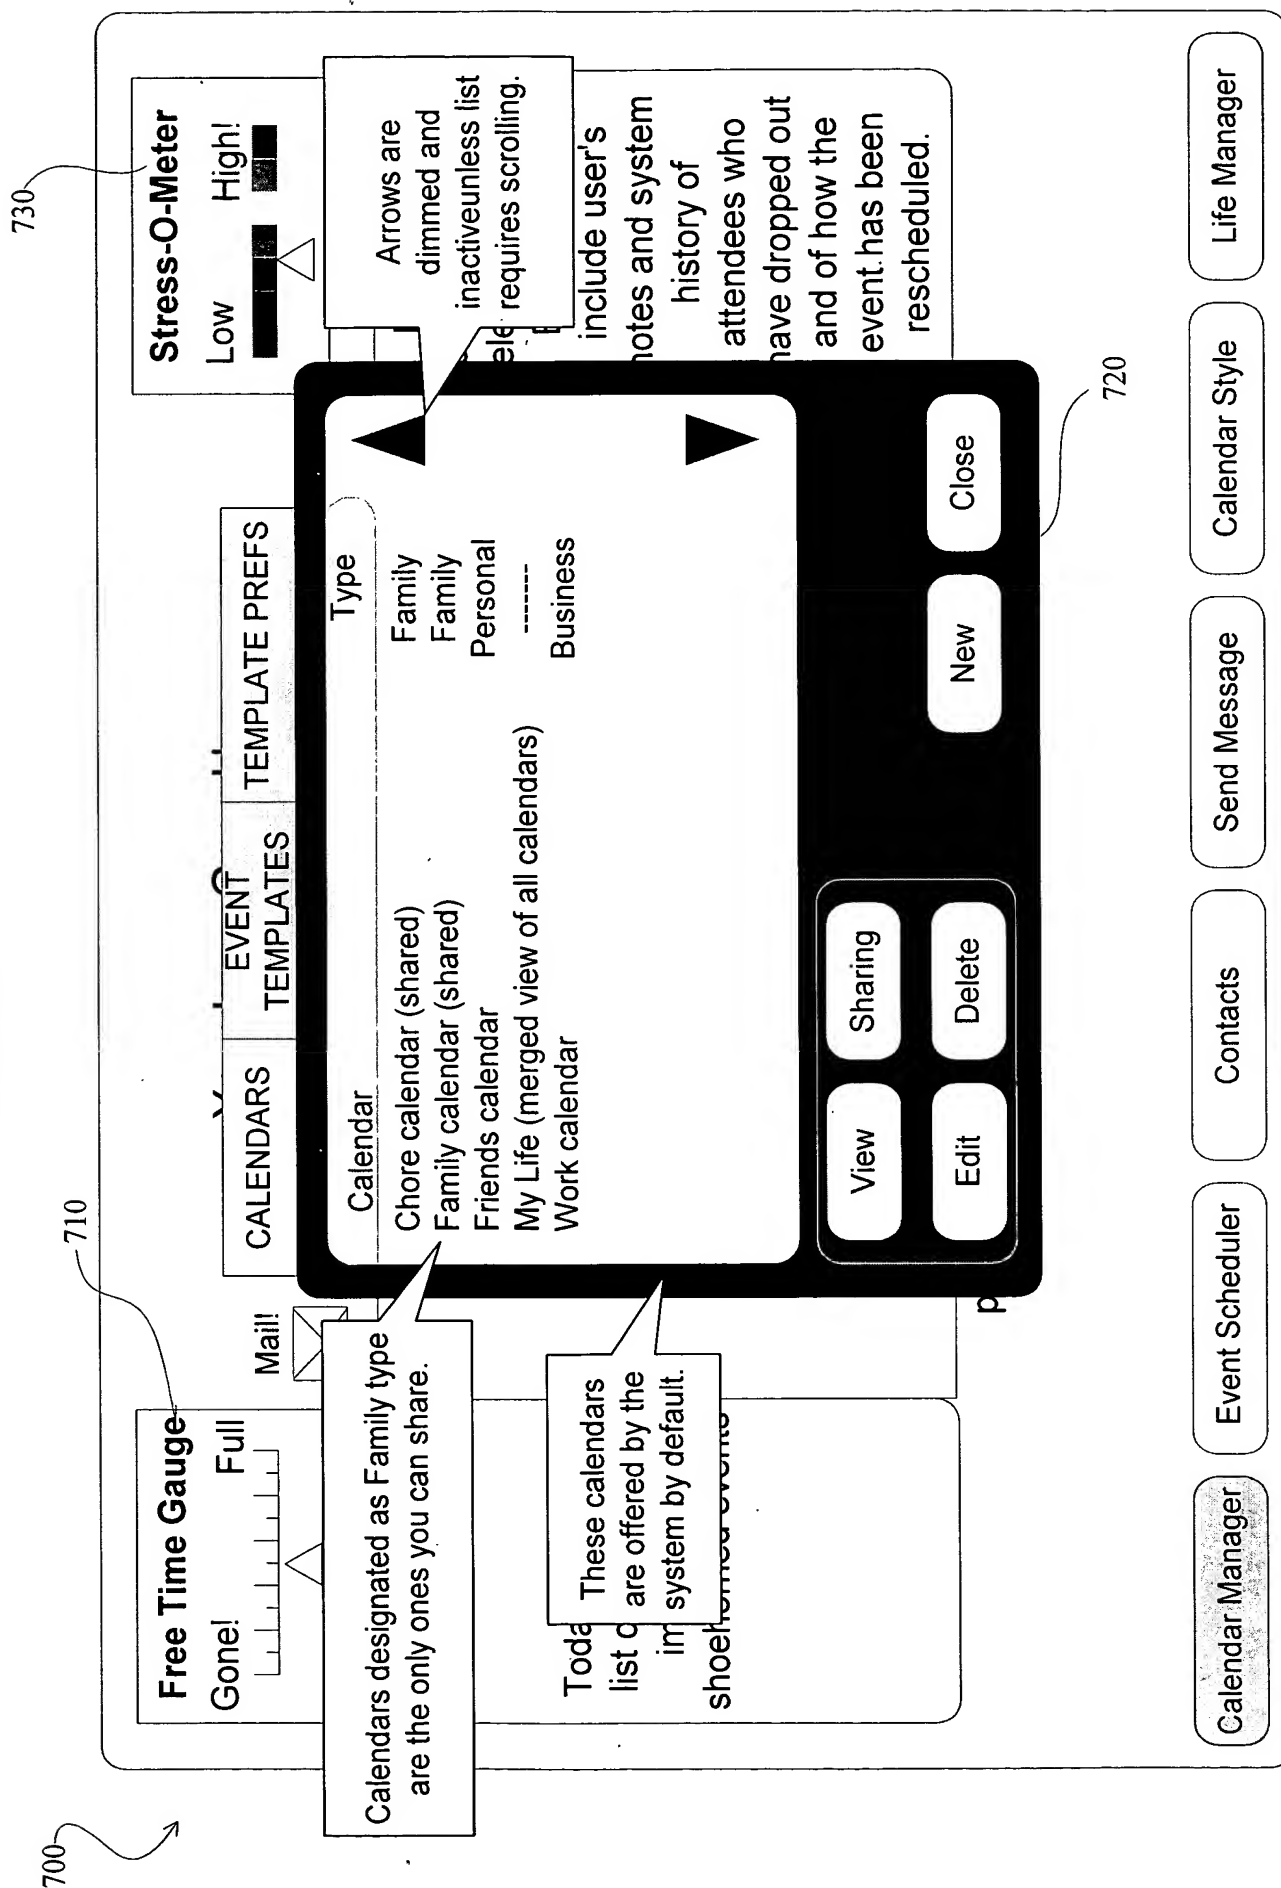 700
710
730
Free Time Gauge
Gone! Full
Mail!
Stress-O-Meter
Low High!
CALENDARS
EVENT
TEMPLATES
TEMPLATE PREFS
Calendar Type
Chore calendar (shared) Family
Family calendar (shared) Family
Friends calendar Personal
My Life (merged view of all calendars) -------
Work calendar Business
Calendars designated as Family type
are the only ones you can share.
These calendars
are offered by the
system by default.
Arrows are
dimmed and
inactiveunless list
requires scrolling.
include user's
notes and system
history of
attendees who
have dropped out
and of how the
event has been
rescheduled.
View Sharing
Edit Delete
New Close
720
Calendar Manager Event Scheduler Contacts Send Message Calendar Style Life Manager